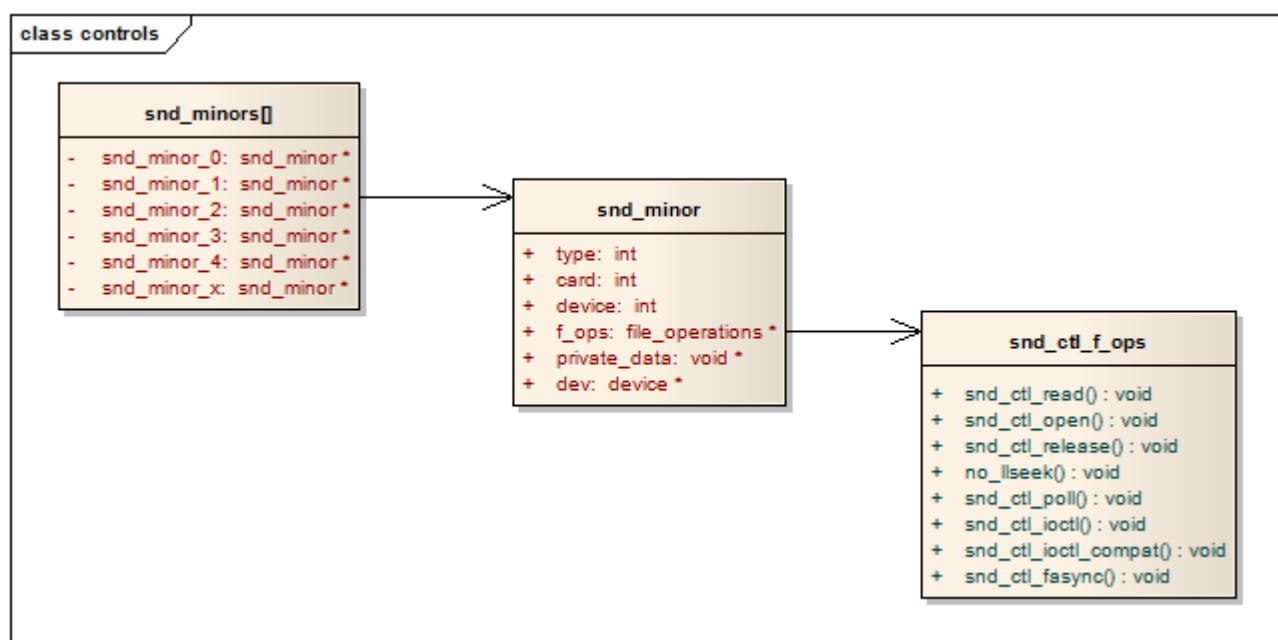 class controls
snd_minors[]
- snd_minor_0: snd_minor *
- snd_minor_1: snd_minor *
- snd_minor_2: snd_minor *
- snd_minor_3: snd_minor *
- snd_minor_4: snd_minor *
- snd_minor_x: snd_minor *
snd_minor
+ type: int
+ card: int
+ device: int
+ f_ops: file_operations *
+ private_data: void *
+ dev: device *
snd_ctl_f_ops
+ snd_ctl_read() : void
+ snd_ctl_open() : void
+ snd_ctl_release() : void
+ no_llseek() : void
+ snd_ctl_poll() : void
+ snd_ctl_ioctl() : void
+ snd_ctl_ioctl_compat() : void
+ snd_ctl_fasync() : void